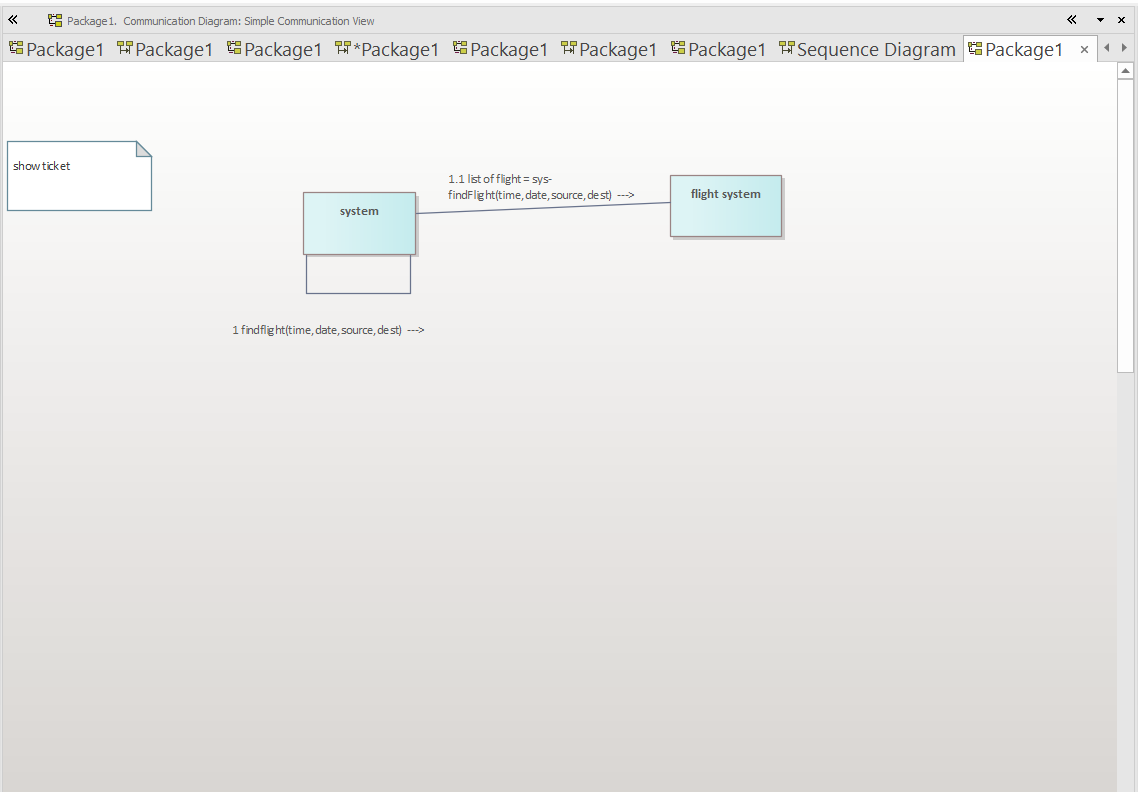 Package1. Communication Diagram: Simple Communication View
Package1 Package1 Package1 *Package1 Package1 Package1 Package1 Sequence Diagram Package1
show ticket
1.1 list of flight = sys-
findFlight(time, date, source, dest) --->
flight system
system
1 findflight(time, date, source, dest) --->